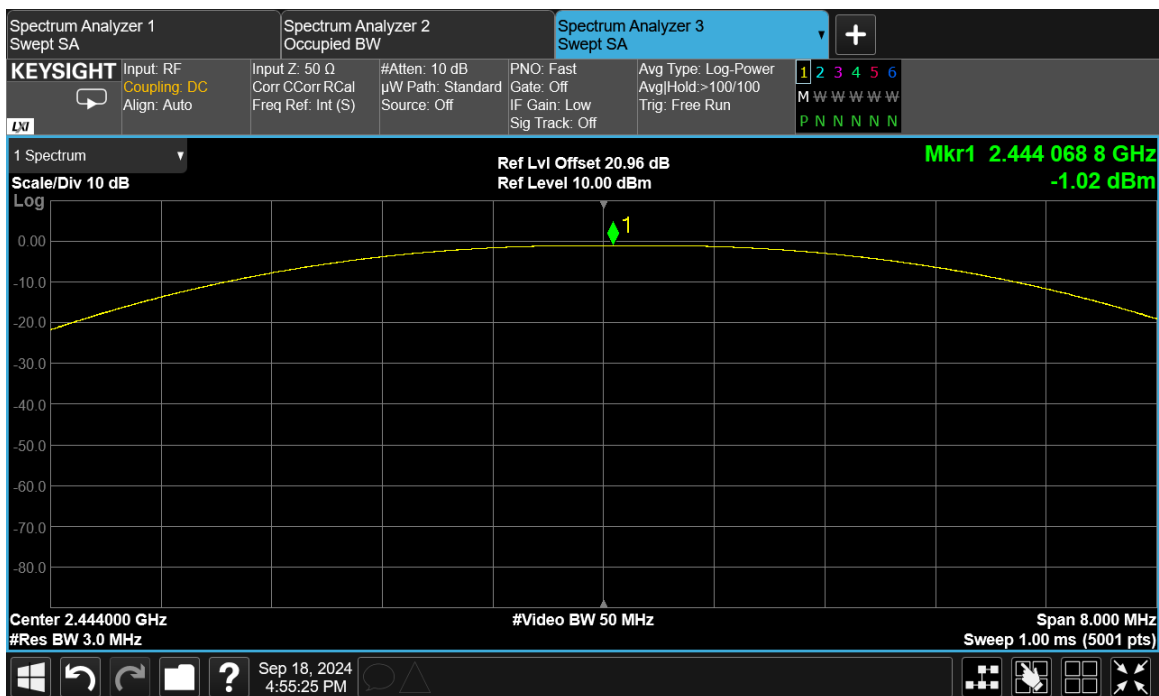 Spectrum Analyzer 1
Swept SA
Spectrum Analyzer 2
Occupied BW
Spectrum Analyzer 3
Swept SA
KEYSIGHT
LXI
Input: RF
Coupling: DC
Align: Auto
Input Z: 50 Ω
Corr CCorr RCal
Freq Ref: Int (S)
#Atten: 10 dB
µW Path: Standard
Source: Off
PNO: Fast
Gate: Off
IF Gain: Low
Sig Track: Off
Avg Type: Log-Power
Avg|Hold:>100/100
Trig: Free Run
1 2 3 4 5 6
M W W W W W
P N N N N N
1 Spectrum
Scale/Div 10 dB
Log
Ref Lvl Offset 20.96 dB
Ref Level 10.00 dBm
Mkr1 2.444 068 8 GHz
-1.02 dBm
1
0.00
-10.0
-20.0
-30.0
-40.0
-50.0
-60.0
-70.0
-80.0
Center 2.444000 GHz
#Res BW 3.0 MHz
#Video BW 50 MHz
Span 8.000 MHz
Sweep 1.00 ms (5001 pts)
?
Sep 18, 2024
4:55:25 PM